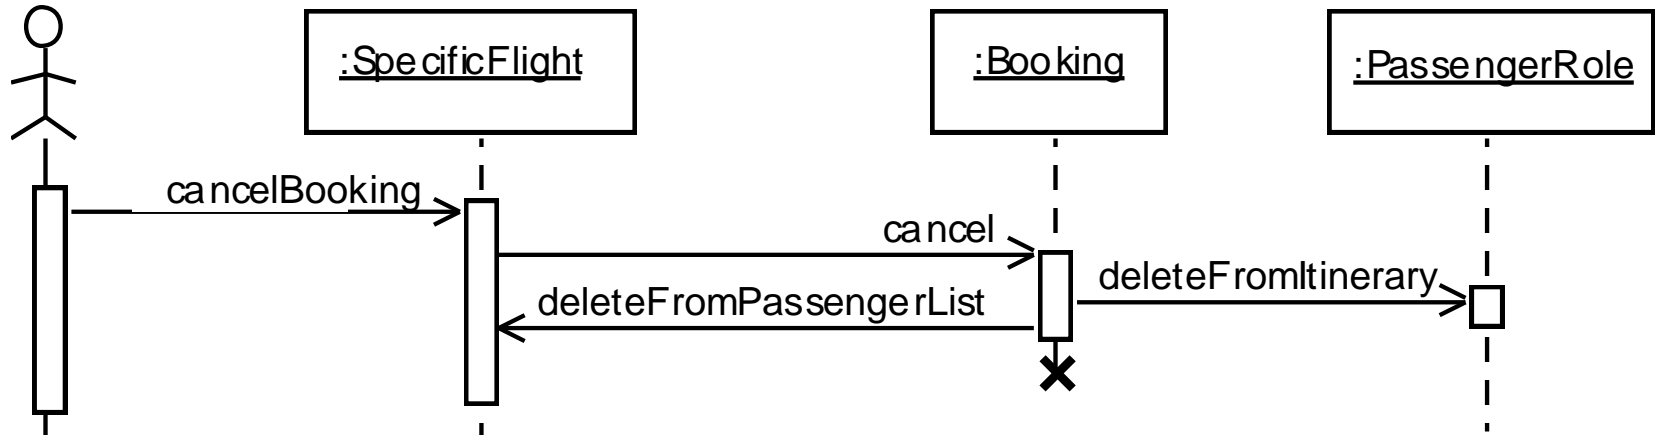 :SpecificFlight
:Booking
:PassengerRole
cancelBooking
cancel
deleteFromItinerary
deleteFromPassengerList